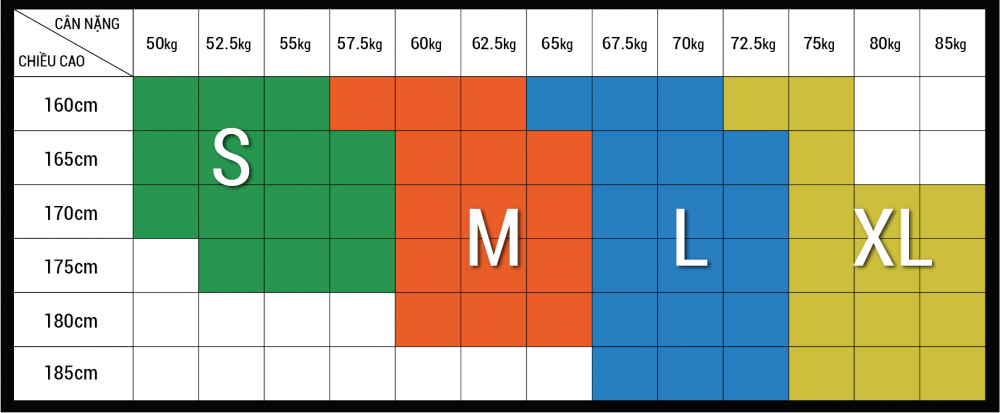 CÂN NẶNG
CHIỀU CAO
50kg 52.5kg 55kg 57.5kg 60kg 62.5kg 65kg 67.5kg 70kg 72.5kg 75kg 80kg 85kg
160cm
165cm
S
170cm
M L XL
175cm
180cm
185cm